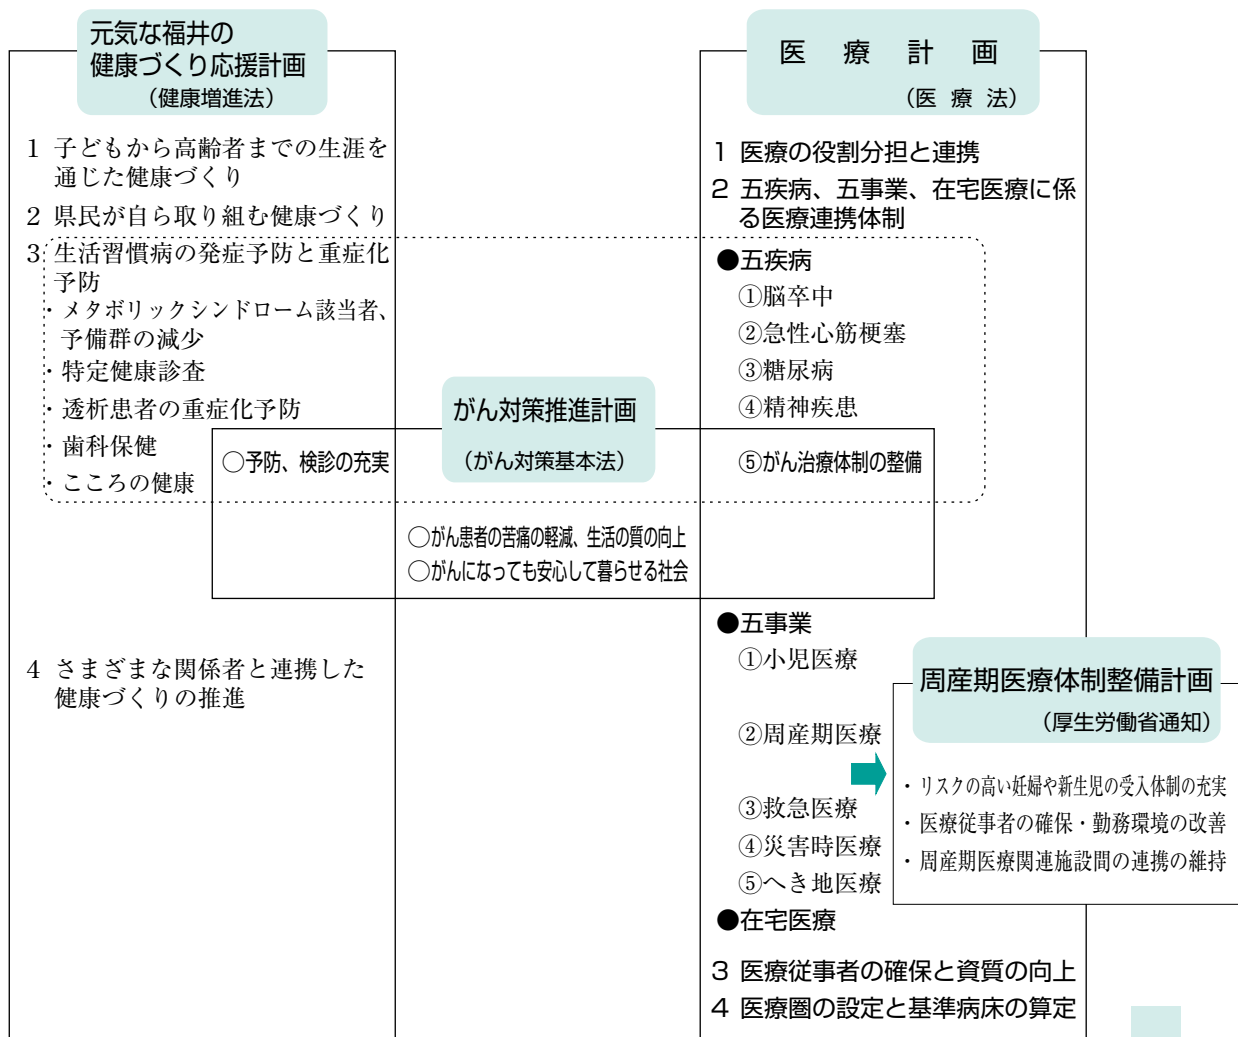 元気な福井の
健康づくり応援計画
（健康増進法）
1 子どもから高齢者までの生涯を
通じた健康づくり
2 県民が自ら取り組む健康づくり
3 生活習慣病の発症予防と重症化
予防
・メタボリックシンドローム該当者、
予備群の減少
・特定健康診査
・透析患者の重症化予防
・歯科保健
・こころの健康
4 さまざまな関係者と連携した
健康づくりの推進
がん対策推進計画
（がん対策基本法）
○予防、検診の充実
⑤がん治療体制の整備
○がん患者の苦痛の軽減、生活の質の向上
○がんになっても安心して暮らせる社会
医療計画
（医療法）
1 医療の役割分担と連携
2 五疾病、五事業、在宅医療に係
る医療連携体制
●五疾病
①脳卒中
②急性心筋梗塞
③糖尿病
④精神疾患
●五事業
①小児医療
②周産期医療
③救急医療
④災害時医療
⑤へき地医療
●在宅医療
3 医療従事者の確保と資質の向上
4 医療圏の設定と基準病床の算定
周産期医療体制整備計画
（厚生労働省通知）
・リスクの高い妊婦や新生児の受入体制の充実
・医療従事者の確保・勤務環境の改善
・周産期医療関連施設間の連携の維持